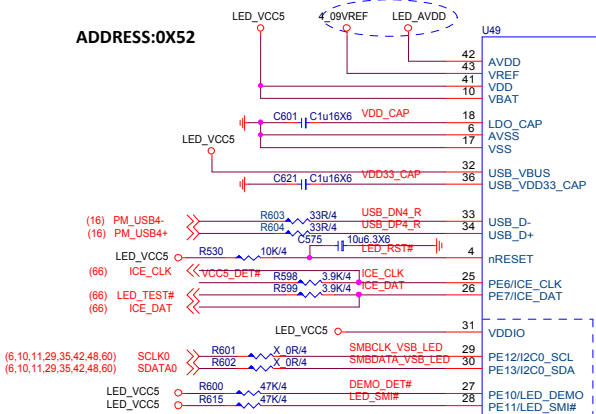 LED_VCC5 4_09VREF LED_AVDD
ADDRESS:0X52
U49
42 AVDD
43 VREF
41 VDD
10 VBAT
C601 C1u16X6 VDD_CAP 18 LDO_CAP
6 AVSS
17 VSS
LED_VCC5
32 USB_VBUS
C621 C1u16X6 VDD33_CAP 36 USB_VDD33_CAP
(16) PM_USB4- R603 33R/4 USB_DN4_R 33 USB_D-
(16) PM_USB4+ R604 33R/4 USB_DP4_R 34 USB_D+
C575 10u6.3X6
LED_VCC5 R530 10K/4 LED_RST# 4 nRESET
(66) ICE_CLK VCC5_DET# R598 3.9K/4 ICE_CLK 25 PE6/ICE_CLK
(66) LED_TEST# R599 3.9K/4 ICE_DAT 26 PE7/ICE_DAT
(66) ICE_DAT
LED_VCC5 31 VDDIO
(6,10,11,29,35,42,48,60) SCLK0 R601 X_0R/4 SMBCLK_VSB_LED 29 PE12/I2C0_SCL
(6,10,11,29,35,42,48,60) SDATA0 R602 X_0R/4 SMBDATA_VSB_LED 30 PE13/I2C0_SDA
LED_VCC5 R600 47K/4 DEMO_DET# 27 PE10/LED_DEMO
LED_VCC5 R615 47K/4 LED_SMI# 28 PE11/LED_SMI#